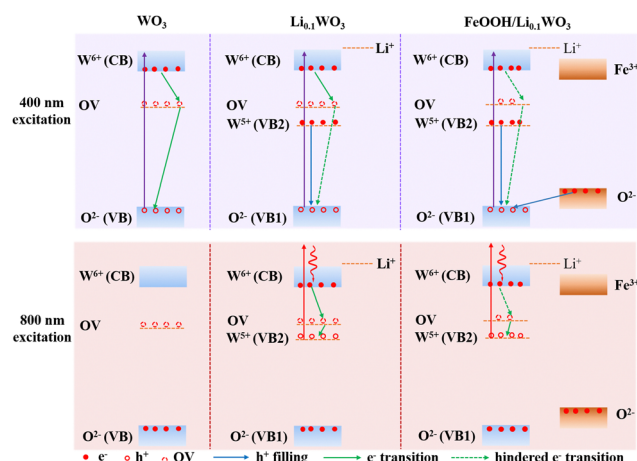 WO₃ Li₀.₁WO₃ FeOOH/Li₀.₁WO₃
400 nm
excitation
W⁶⁺ (CB)
OV
O²⁻ (VB)
Li⁺
W⁶⁺ (CB)
OV
W⁵⁺ (VB2)
O²⁻ (VB1)
Li⁺
W⁶⁺ (CB)
Fe³⁺
OV
W⁵⁺ (VB2)
O²⁻
O²⁻ (VB1)
800 nm
excitation
W⁶⁺ (CB)
OV
O²⁻ (VB)
Li⁺
W⁶⁺ (CB)
OV
W⁵⁺ (VB2)
O²⁻ (VB1)
Li⁺
W⁶⁺ (CB)
Fe³⁺
OV
W⁵⁺ (VB2)
O²⁻
O²⁻ (VB1)
e⁻ h⁺ OV h⁺ filling e⁻ transition hindered e⁻ transition